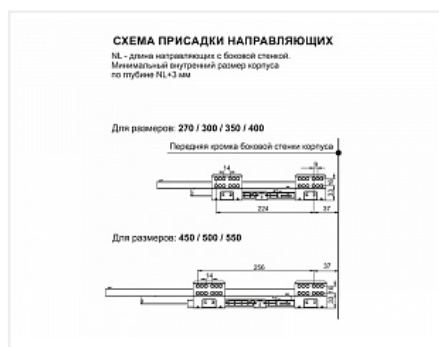 СХЕМА ПРИСАДКИ НАПРАВЛЯЮЩИХ
NL - длина направляющих с боковой стенкой.
Минимальный внутренний размер корпуса
по глубине NL+3 мм
Для размеров: 270 / 300 / 350 / 400
Передняя кромка боковой стенки корпуса
14
9
224
37
Для размеров: 450 / 500 / 550
256
37
14